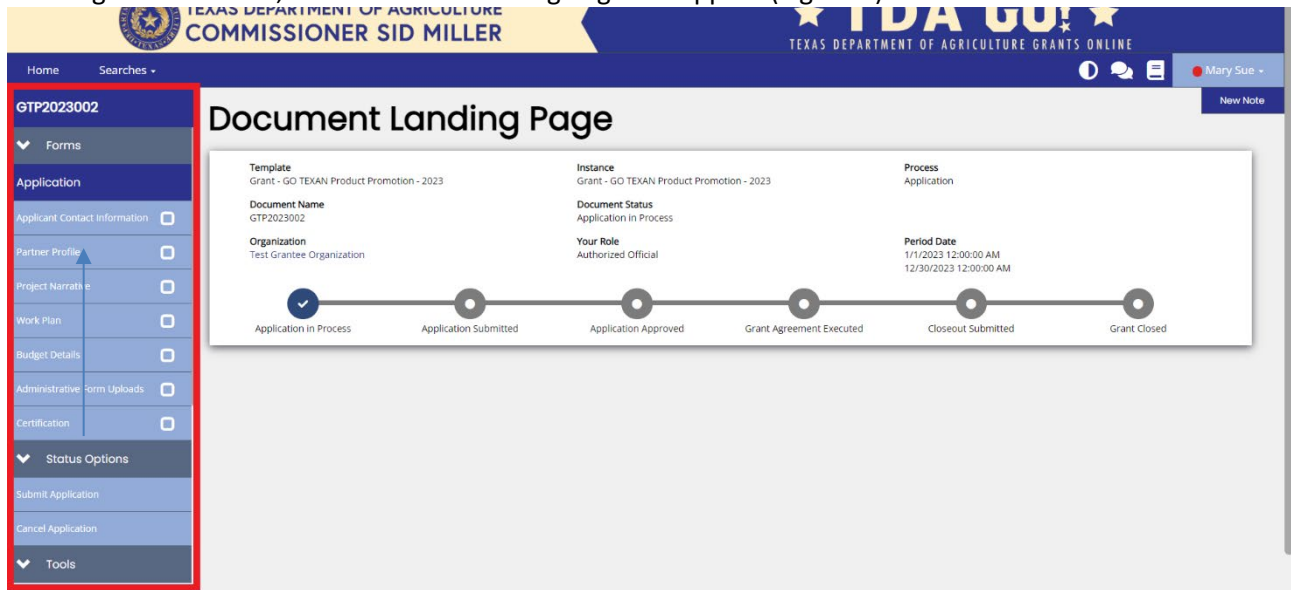 TEXAS DEPARTMENT OF AGRICULTURE
COMMISSIONER SID MILLER
TDA GO!
TEXAS DEPARTMENT OF AGRICULTURE GRANTS ONLINE
Home Searches
Mary Sue
New Note
GTP2023002
Forms
Application
Applicant Contact Information
Partner Profile
Project Narrative
Work Plan
Budget Details
Administrative Form Uploads
Certification
Status Options
Submit Application
Cancel Application
Tools
Document Landing Page
Template Instance Process
Grant - GO TEXAN Product Promotion - 2023 Grant - GO TEXAN Product Promotion - 2023 Application
Document Name Document Status
GTP2023002 Application in Process
Organization Your Role Period Date
Test Grantee Organization Authorized Official 1/1/2023 12:00:00 AM
12/30/2023 12:00:00 AM
Application in Process Application Submitted Application Approved Grant Agreement Executed Closeout Submitted Grant Closed